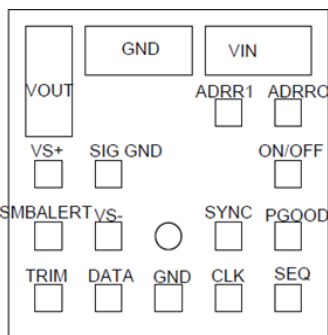 GND VIN
VOUT
ADRR1 ADRRO
VS+ SIG GND ON/OFF
SMBALERT VS- SYNC PGOOD
TRIM DATA GND CLK SEQ